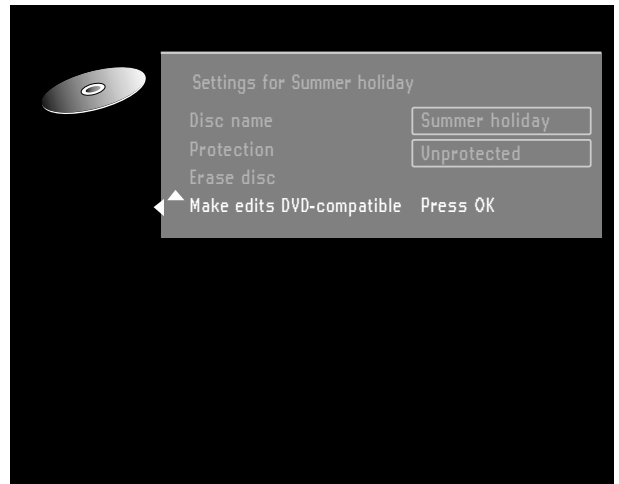 Settings for Summer holiday
Disc name Summer holiday
Protection Unprotected
Erase disc
Make edits DVD-compatible Press OK